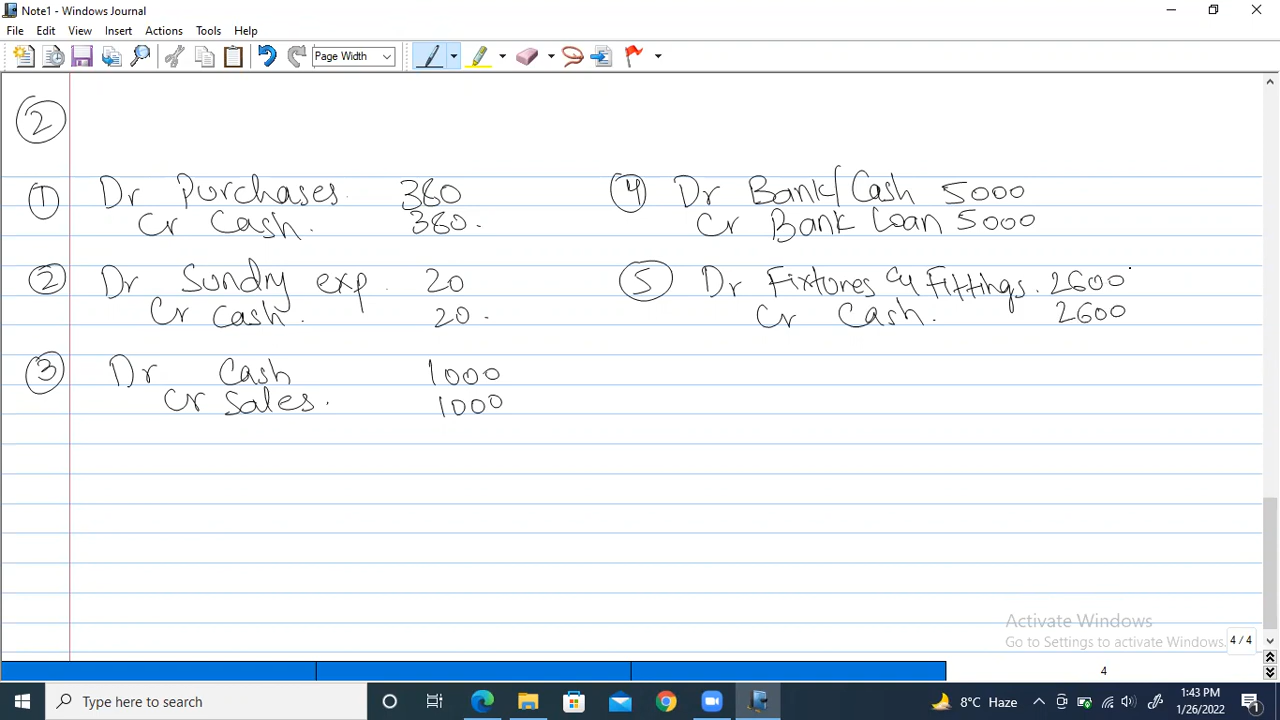 Note1 - Windows Journal
File Edit View Insert Actions Tools Help
Page Width
2
1 Dr Purchases. 380
Cr Cash. 380.
2 Dr Sundry exp. 20
Cr cash. 20.
3 Dr Cash 1000
Cr Sales. 1000
4 Dr Bank/Cash 5000
Cr Bank Loan 5000
5 Dr Fixtures & Fittings. 2600
Cr Cash. 2600
Activate Windows
Go to Settings to activate Windows.
4 / 4
4
Type here to search
8°C Haze
1:43 PM
1/26/2022
1